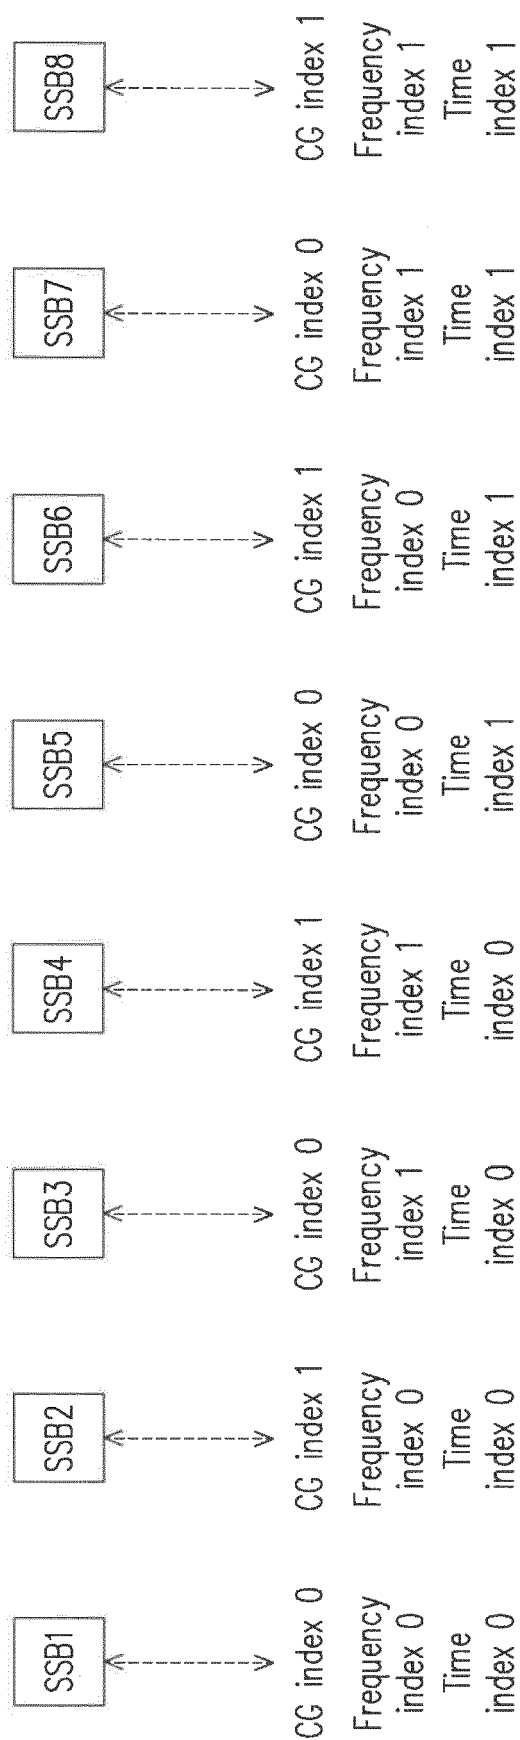 SSB1
CG index 0
Frequency
index 0
Time
index 0
SSB2
CG index 1
Frequency
index 0
Time
index 0
SSB3
CG index 0
Frequency
index 1
Time
index 0
SSB4
CG index 1
Frequency
index 1
Time
index 0
SSB5
CG index 0
Frequency
index 0
Time
index 1
SSB6
CG index 1
Frequency
index 0
Time
index 1
SSB7
CG index 0
Frequency
index 1
Time
index 1
SSB8
CG index 1
Frequency
index 1
Time
index 1